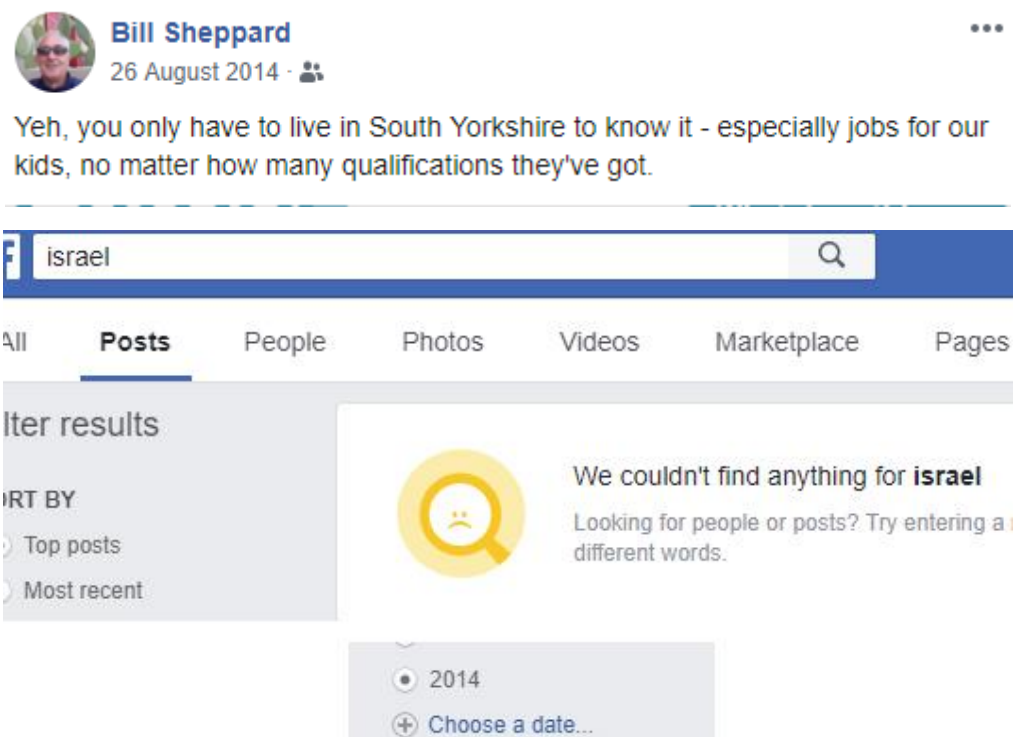 Bill Sheppard
26 August 2014 ·
Yeh, you only have to live in South Yorkshire to know it - especially jobs for our
kids, no matter how many qualifications they've got.
israel
All Posts People Photos Videos Marketplace Pages
lter results
ORT BY
Top posts
Most recent
We couldn't find anything for israel
Looking for people or posts? Try entering a
different words.
2014
Choose a date...